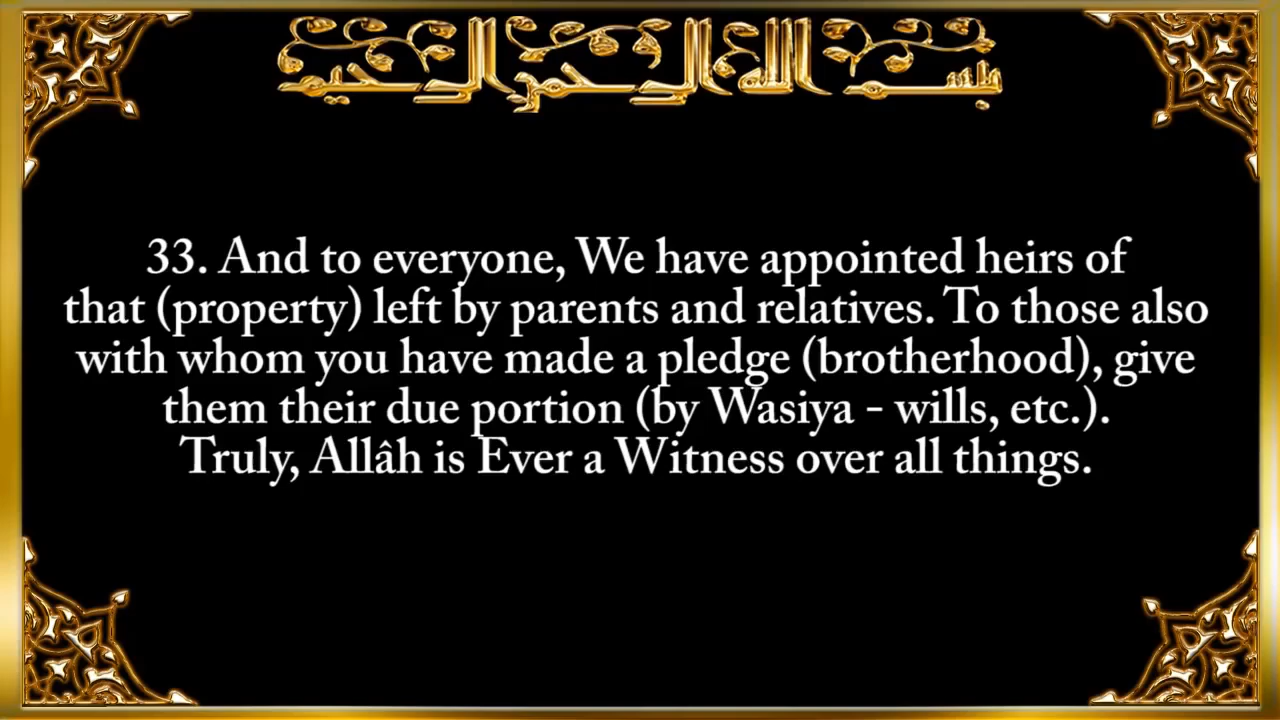 بسم الله الرحمن الرحيم
33. And to everyone, We have appointed heirs of
that (property) left by parents and relatives. To those also
with whom you have made a pledge (brotherhood), give
them their due portion (by Wasiya - wills, etc.).
Truly, Allâh is Ever a Witness over all things.